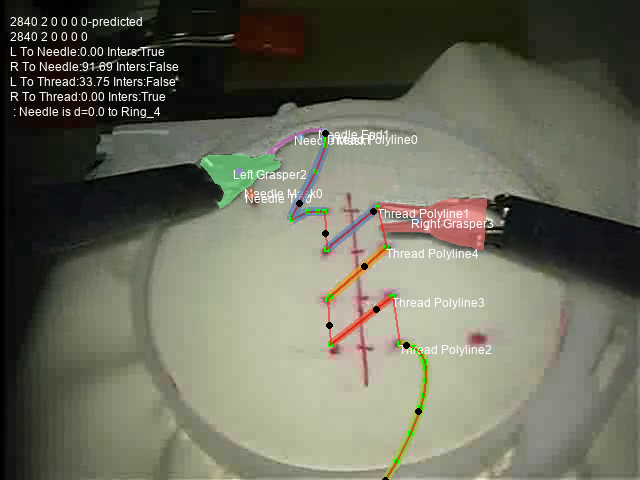 2840 2 0 0 0 0-predicted
2840 2 0 0 0 0
L To Needle:0.00 Inters:True
R To Needle:91.69 Inters:False
L To Thread:33.75 Inters:False
R To Thread:0.00 Inters:True
: Needle is d=0.0 to Ring_4
Needle End1
Polyline0
Left Grasper2
Thread Polyline1
Right Grasper3
Thread Polyline4
Thread Polyline3
Thread Polyline2